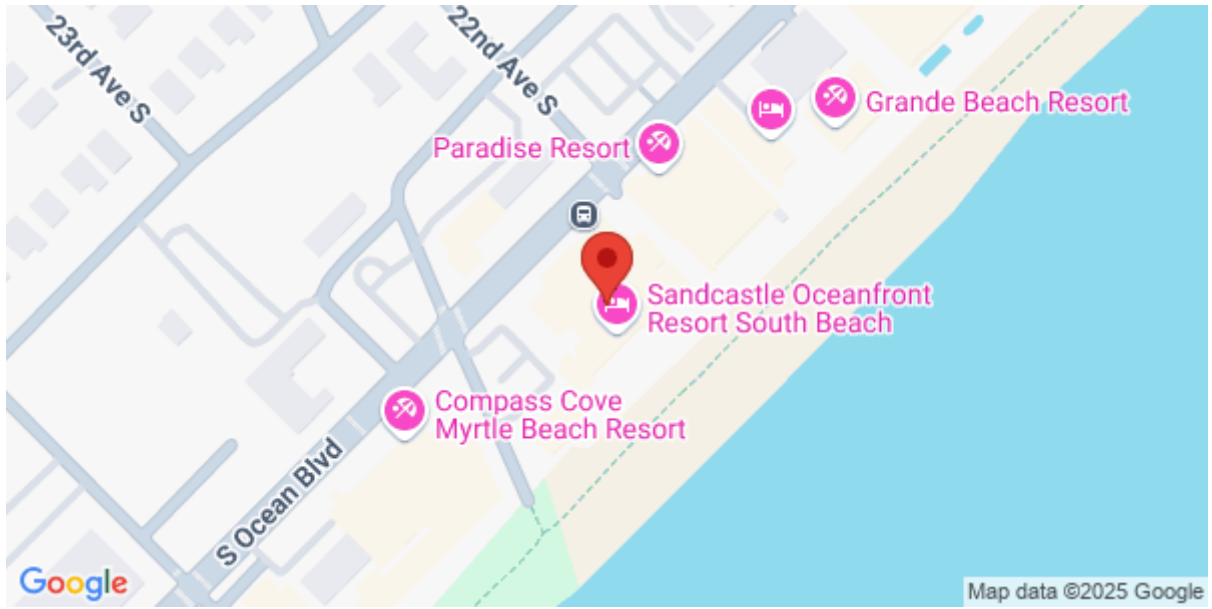 23rd Ave S
22nd Ave S
Grande Beach Resort
Paradise Resort
Sandcastle Oceanfront
Resort South Beach
Compass Cove
Myrtle Beach Resort
S Ocean Blvd
Google
Map data ©2025 Google